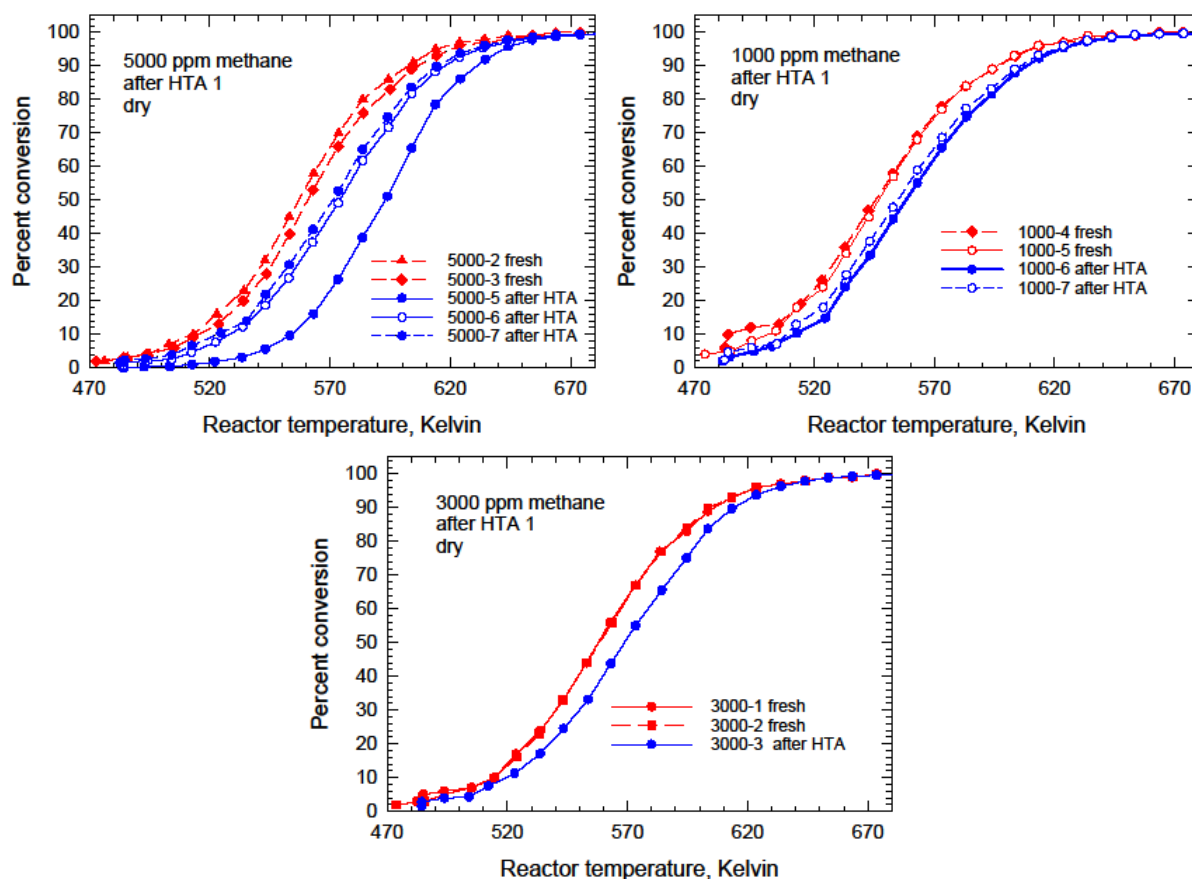 100
90
80
70
60
50
40
30
20
10
0
470
520
570
620
670
Percent conversion
Reactor temperature, Kelvin
5000 ppm methane
after HTA 1
dry
5000-2 fresh
5000-3 fresh
5000-5 after HTA
5000-6 after HTA
5000-7 after HTA
100
90
80
70
60
50
40
30
20
10
0
470
520
570
620
670
Percent conversion
Reactor temperature, Kelvin
1000 ppm methane
after HTA 1
dry
1000-4 fresh
1000-5 fresh
1000-6 after HTA
1000-7 after HTA
100
90
80
70
60
50
40
30
20
10
0
470
520
570
620
670
Percent conversion
Reactor temperature, Kelvin
3000 ppm methane
after HTA 1
dry
3000-1 fresh
3000-2 fresh
3000-3 after HTA